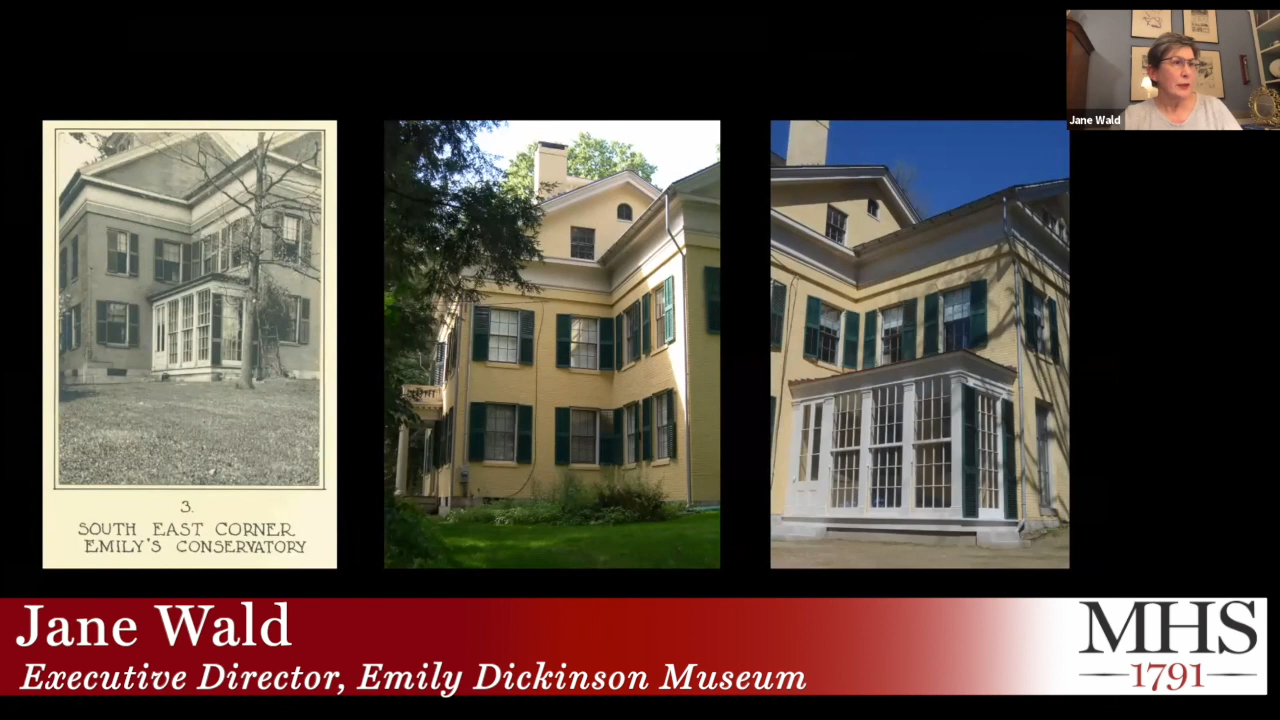 Jane Wald
3.
SOUTH EAST CORNER
EMILY'S CONSERVATORY
Jane Wald
Executive Director, Emily Dickinson Museum
MHS
1791